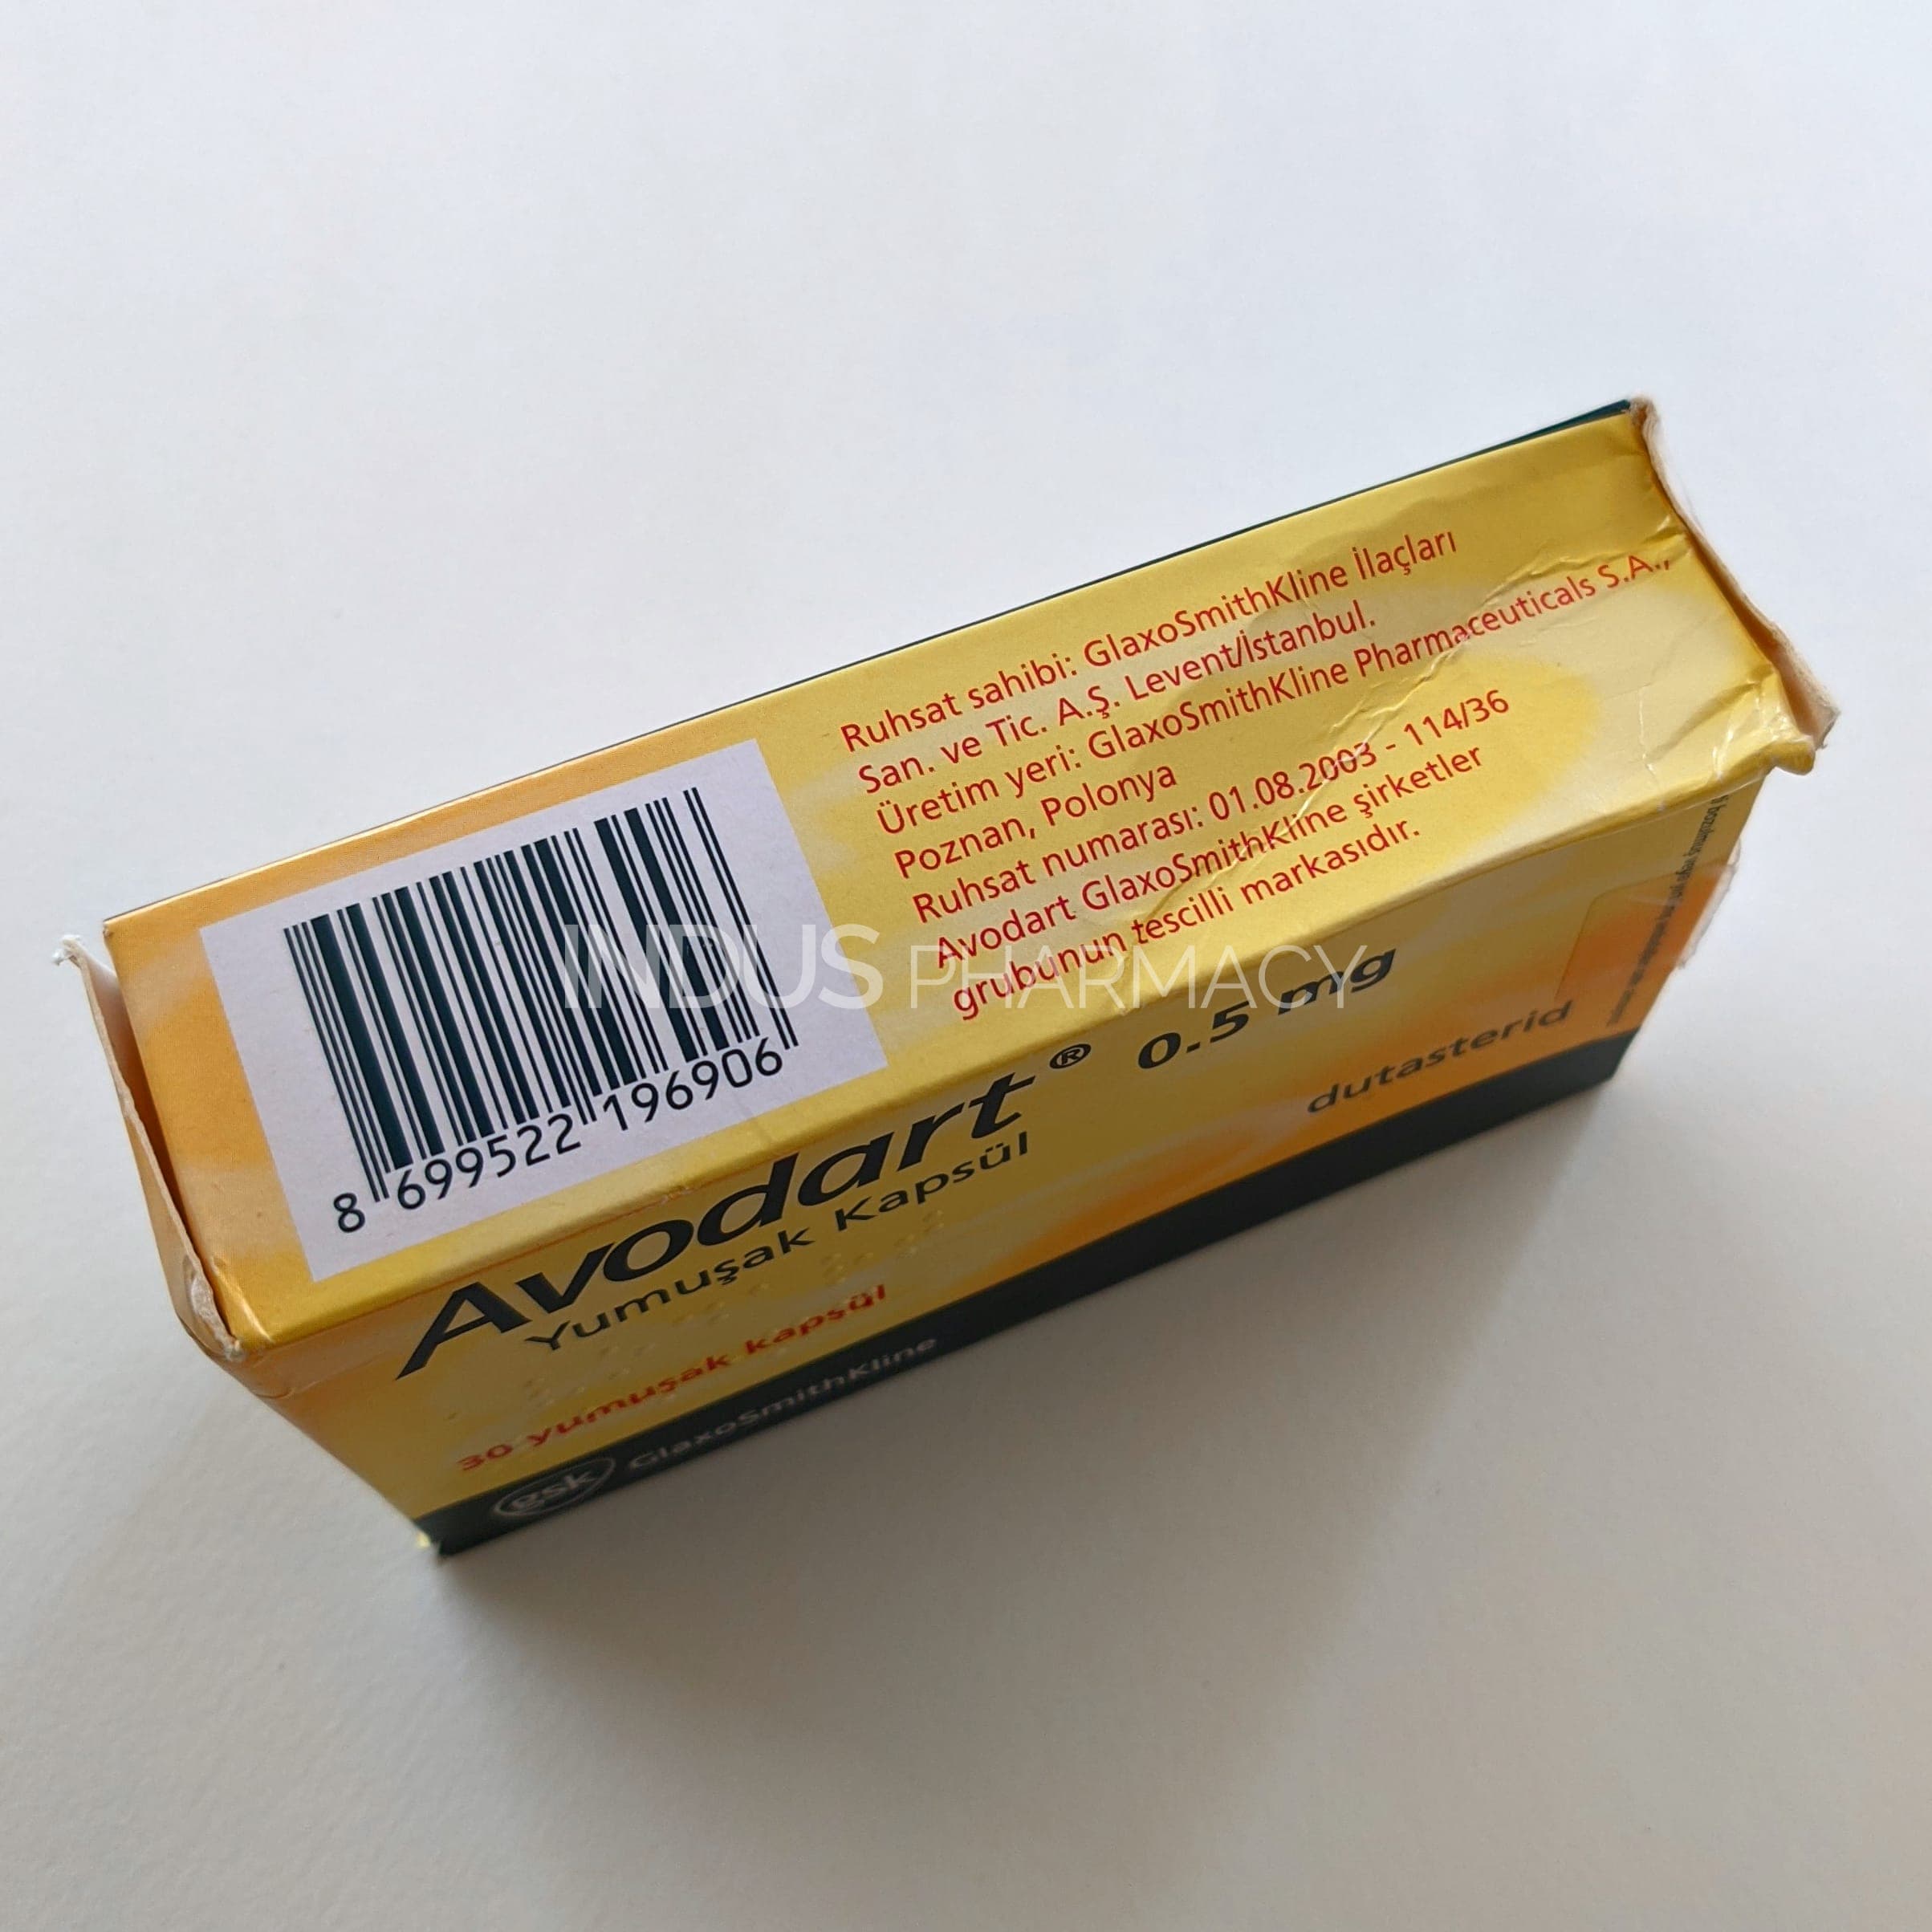 Ruhsat sahibi: GlaxoSmithKline İlaçları
San. ve Tic. A.Ş. Levent/İstanbul.
Üretim yeri: GlaxoSmithKline Pharmaceuticals S.A.,
Poznan, Polonya
Ruhsat numarası: 01.08.2003 - 114/36
Avodart GlaxoSmithKline şirketler
grubunun tescilli markasıdır.
8 699522 196906
INDUS PHARMACY
Avodart® 0.5 mg
Yumuşak Kapsül
dutasterid
30 yumuşak kapsül
gsk GlaxoSmithKline